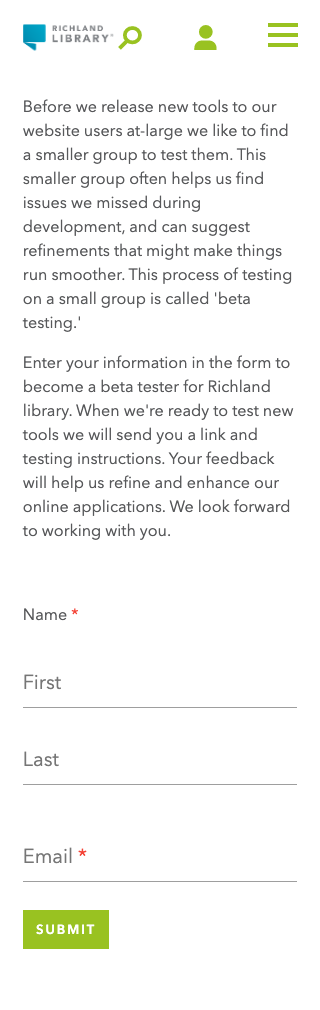 RICHLAND
LIBRARY
Before we release new tools to our
website users at-large we like to find
a smaller group to test them. This
smaller group often helps us find
issues we missed during
development, and can suggest
refinements that might make things
run smoother. This process of testing
on a small group is called 'beta
testing.'
Enter your information in the form to
become a beta tester for Richland
library. When we're ready to test new
tools we will send you a link and
testing instructions. Your feedback
will help us refine and enhance our
online applications. We look forward
to working with you.
Name *
First
Last
Email *
SUBMIT